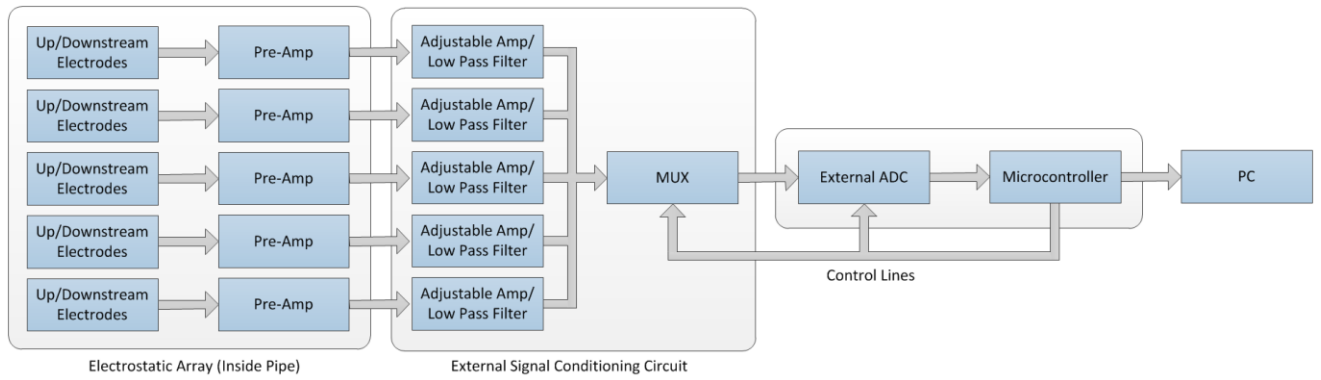 Up/Downstream
Electrodes
Pre-Amp
Adjustable Amp/
Low Pass Filter
Up/Downstream
Electrodes
Pre-Amp
Adjustable Amp/
Low Pass Filter
Up/Downstream
Electrodes
Pre-Amp
Adjustable Amp/
Low Pass Filter
MUX
External ADC
Microcontroller
PC
Up/Downstream
Electrodes
Pre-Amp
Adjustable Amp/
Low Pass Filter
Control Lines
Up/Downstream
Electrodes
Pre-Amp
Adjustable Amp/
Low Pass Filter
Electrostatic Array (Inside Pipe)
External Signal Conditioning Circuit